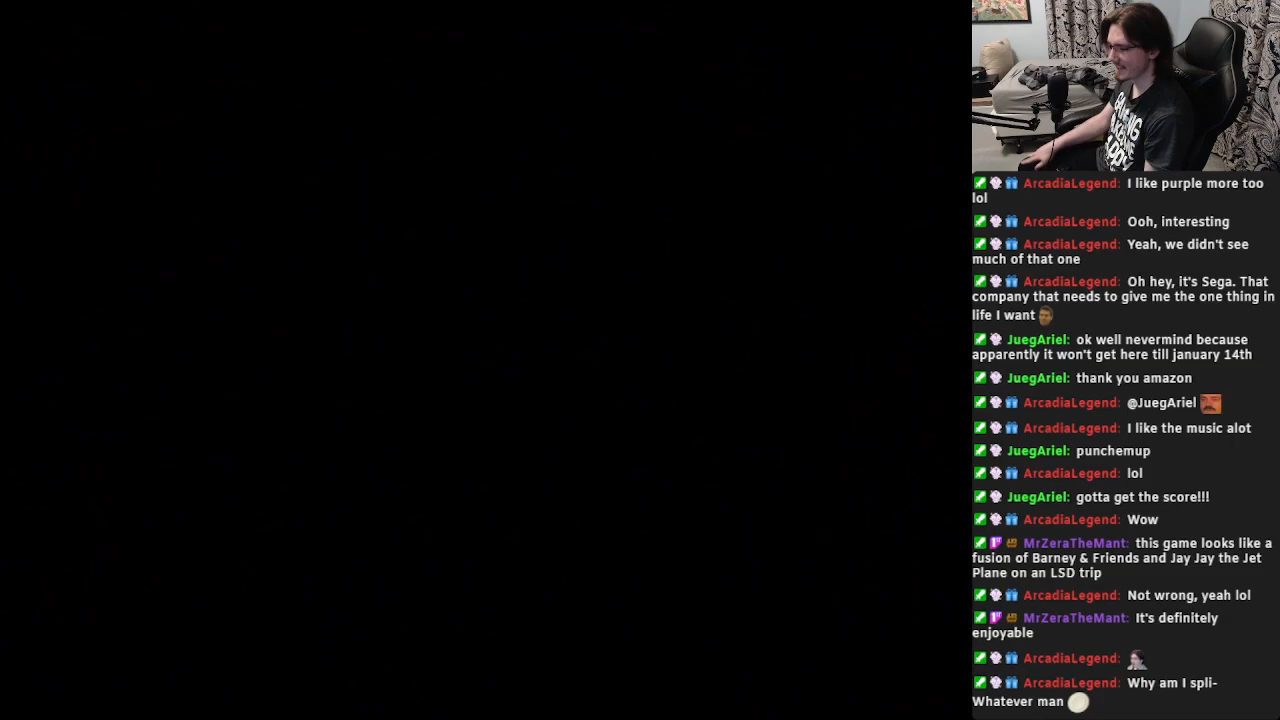 GAMING
MAKES ME
HAPPY
ArcadiaLegend: I like purple more too
lol
ArcadiaLegend: Ooh, interesting
ArcadiaLegend: Yeah, we didn't see
much of that one
ArcadiaLegend: Oh hey, it's Sega. That
company that needs to give me the one thing in
life I want
JuegAriel: ok well nevermind because
apparently it won't get here till january 14th
JuegAriel: thank you amazon
ArcadiaLegend: @JuegAriel
ArcadiaLegend: I like the music alot
JuegAriel: punchemup
ArcadiaLegend: lol
JuegAriel: gotta get the score!!!
ArcadiaLegend: Wow
MrZeraTheMant: this game looks like a
fusion of Barney & Friends and Jay Jay the Jet
Plane on an LSD trip
ArcadiaLegend: Not wrong, yeah lol
MrZeraTheMant: It's definitely
enjoyable
ArcadiaLegend:
ArcadiaLegend: Why am I spli-
Whatever man